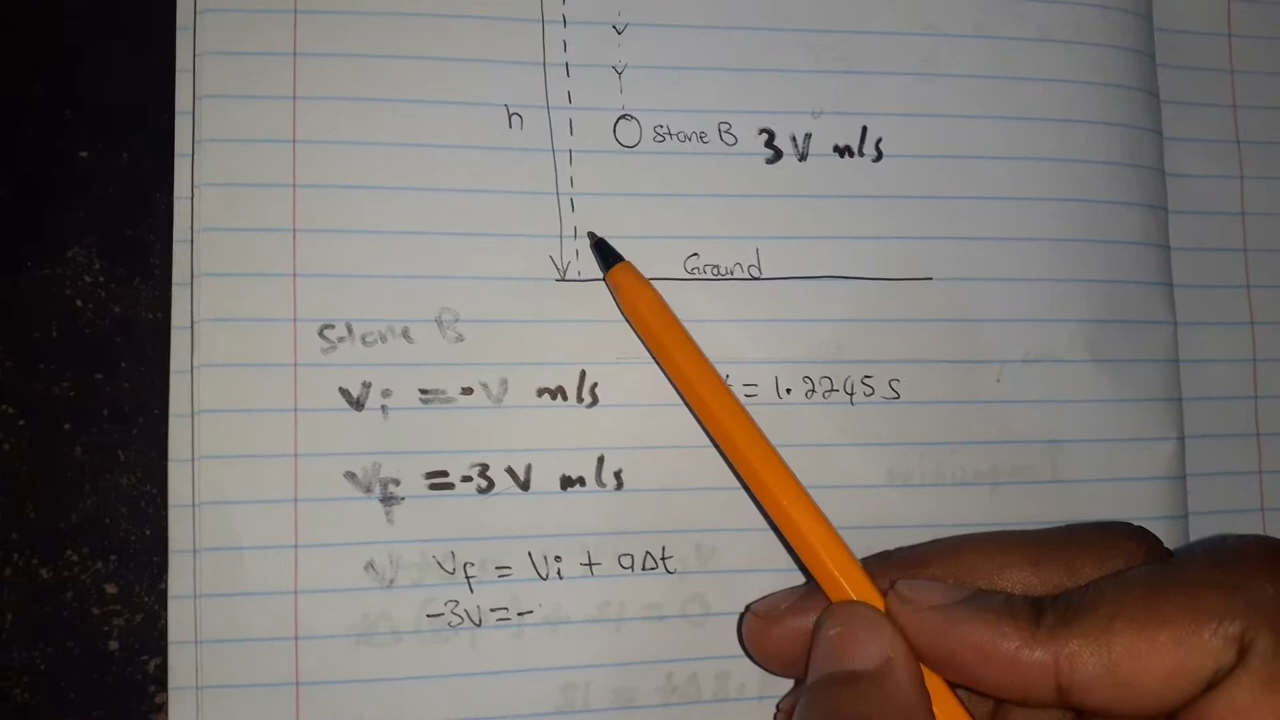 h
Stone B 3V m/s
Ground
Stone B
Vi = -V m/s
= 1.2245 s
Vf = -3V m/s
V Vf = Vi + aΔt
-3V = -